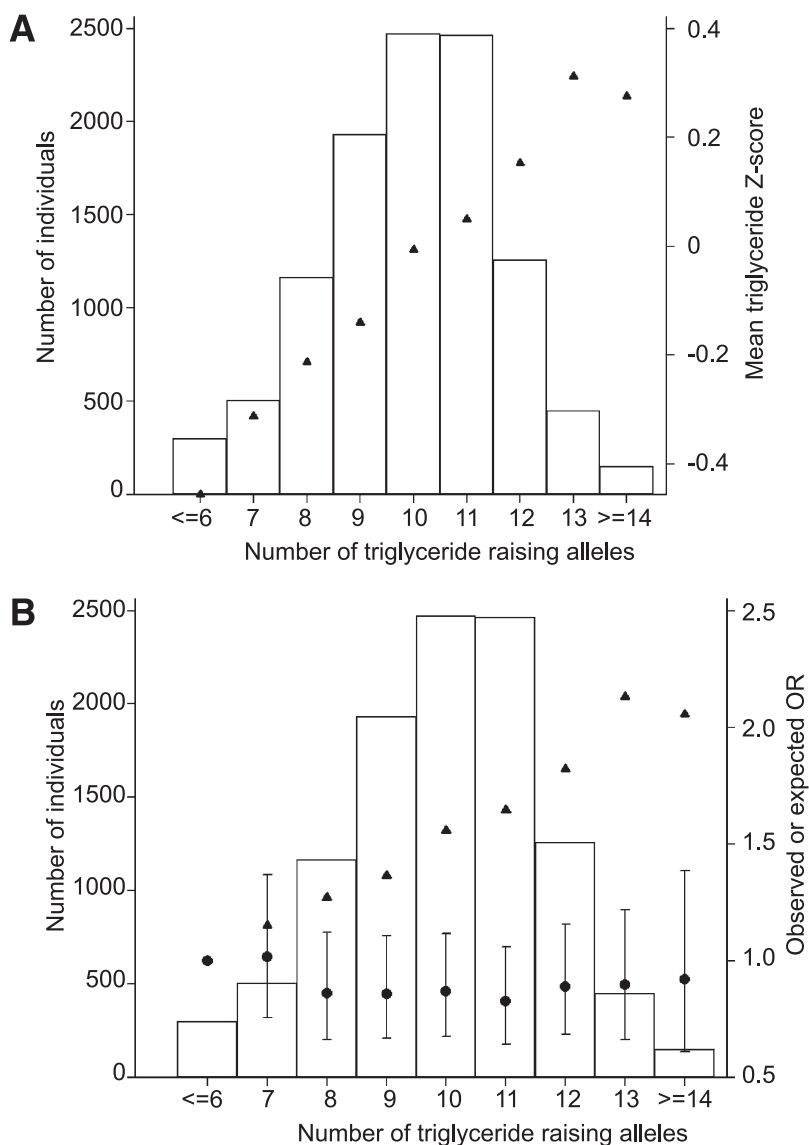 A
Number of individuals
2500
2000
1500
1000
500
0
0.4
0.2
0
-0.2
-0.4
Mean triglyceride Z-score
<=6 7 8 9 10 11 12 13 >=14
Number of triglyceride raising alleles
B
Number of individuals
2500
2000
1500
1000
500
0
2.5
2.0
1.5
1.0
0.5
Observed or expected OR
<=6 7 8 9 10 11 12 13 >=14
Number of triglyceride raising alleles